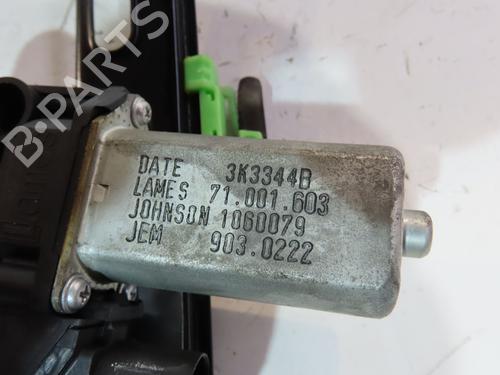 B-PARTS
DATE 3K3344B
LAMES 71.001.603
JOHNSON 1060079
JEM 903.0222